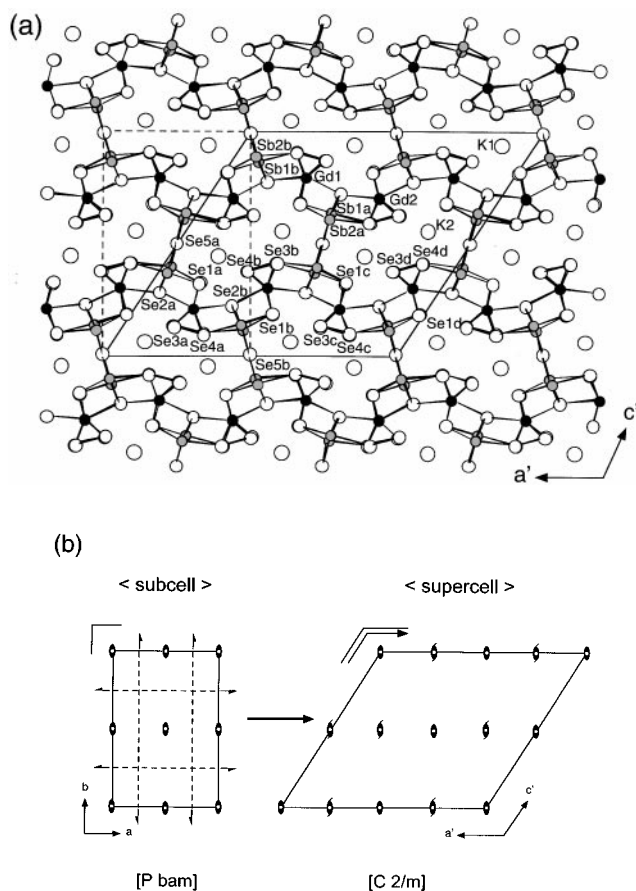 (a)
K1
Sb2b
Sb1b
Gd1
Sb1a
Gd2
Sb2a
K2
Se5a
Se1a
Se4b
Se3b
Se3d
Se4d
Se1c
Se2a
Se2b
Se1b
Se1d
Se3a
Se4a
Se3c
Se4c
Se5b
a'
c'
(b)
< subcell >
< supercell >
b
a
a'
c'
[P bam]
[C 2/m]